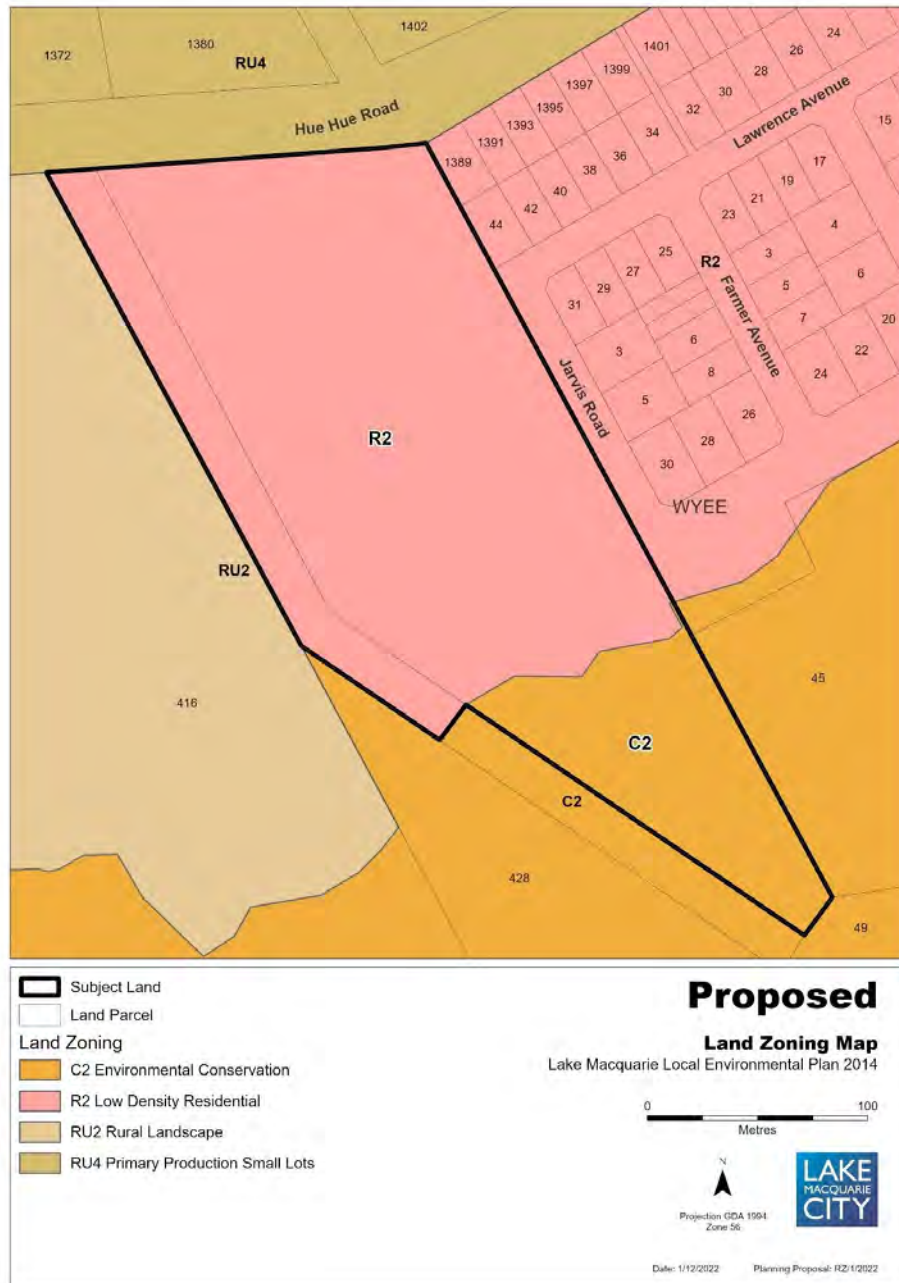 1372
1380
RU4
1402
Hue Hue Road
1389
1391
1393
1395
1397
1399
1401
24
26
28
30
32
34
36
38
40
42
44
Lawrence Avenue
15
17
19
21
23
R2
3
4
5
6
7
20
22
24
Farmer Avenue
25
27
29
31
3
5
6
8
26
28
30
Jarvis Road
WYEE
R2
RU2
416
C2
C2
428
45
49
Subject Land
Land Parcel
Land Zoning
C2 Environmental Conservation
R2 Low Density Residential
RU2 Rural Landscape
RU4 Primary Production Small Lots
Proposed
Land Zoning Map
Lake Macquarie Local Environmental Plan 2014
0 100
Metres
N
Projection GDA 1994
Zone 56
LAKE
MACQUARIE
CITY
Date: 1/12/2022 Planning Proposal: RZ/1/2022